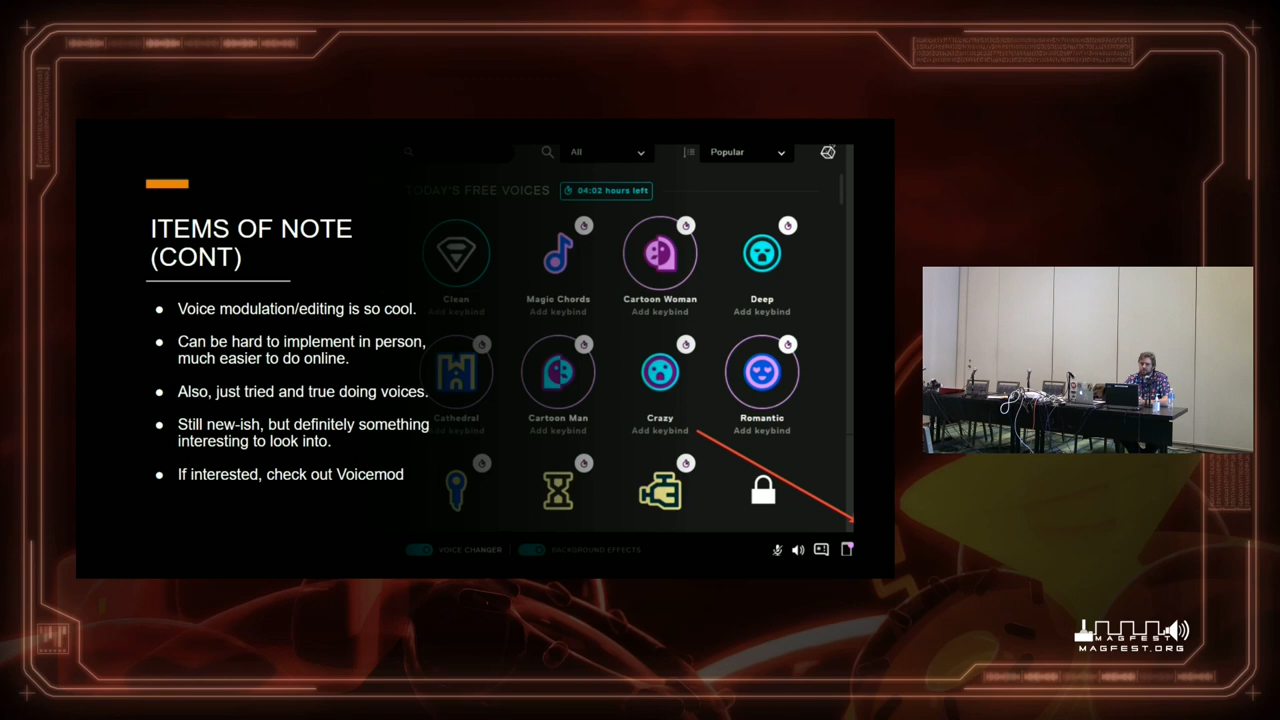 ITEMS OF NOTE
(CONT)
● Voice modulation/editing is so cool.
● Can be hard to implement in person,
much easier to do online.
● Also, just tried and true doing voices.
● Still new-ish, but definitely something
interesting to look into.
● If interested, check out Voicemod
All
Popular
TODAY'S FREE VOICES
04:02 hours left
Clean
Magic Chords
Cartoon Woman
Deep
Add keybind
Add keybind
Add keybind
Add keybind
Cathedral
Cartoon Man
Crazy
Romantic
Add keybind
Add keybind
Add keybind
Add keybind
VOICE CHANGER
BACKGROUND EFFECTS
MAGFEST
MAGFEST.ORG